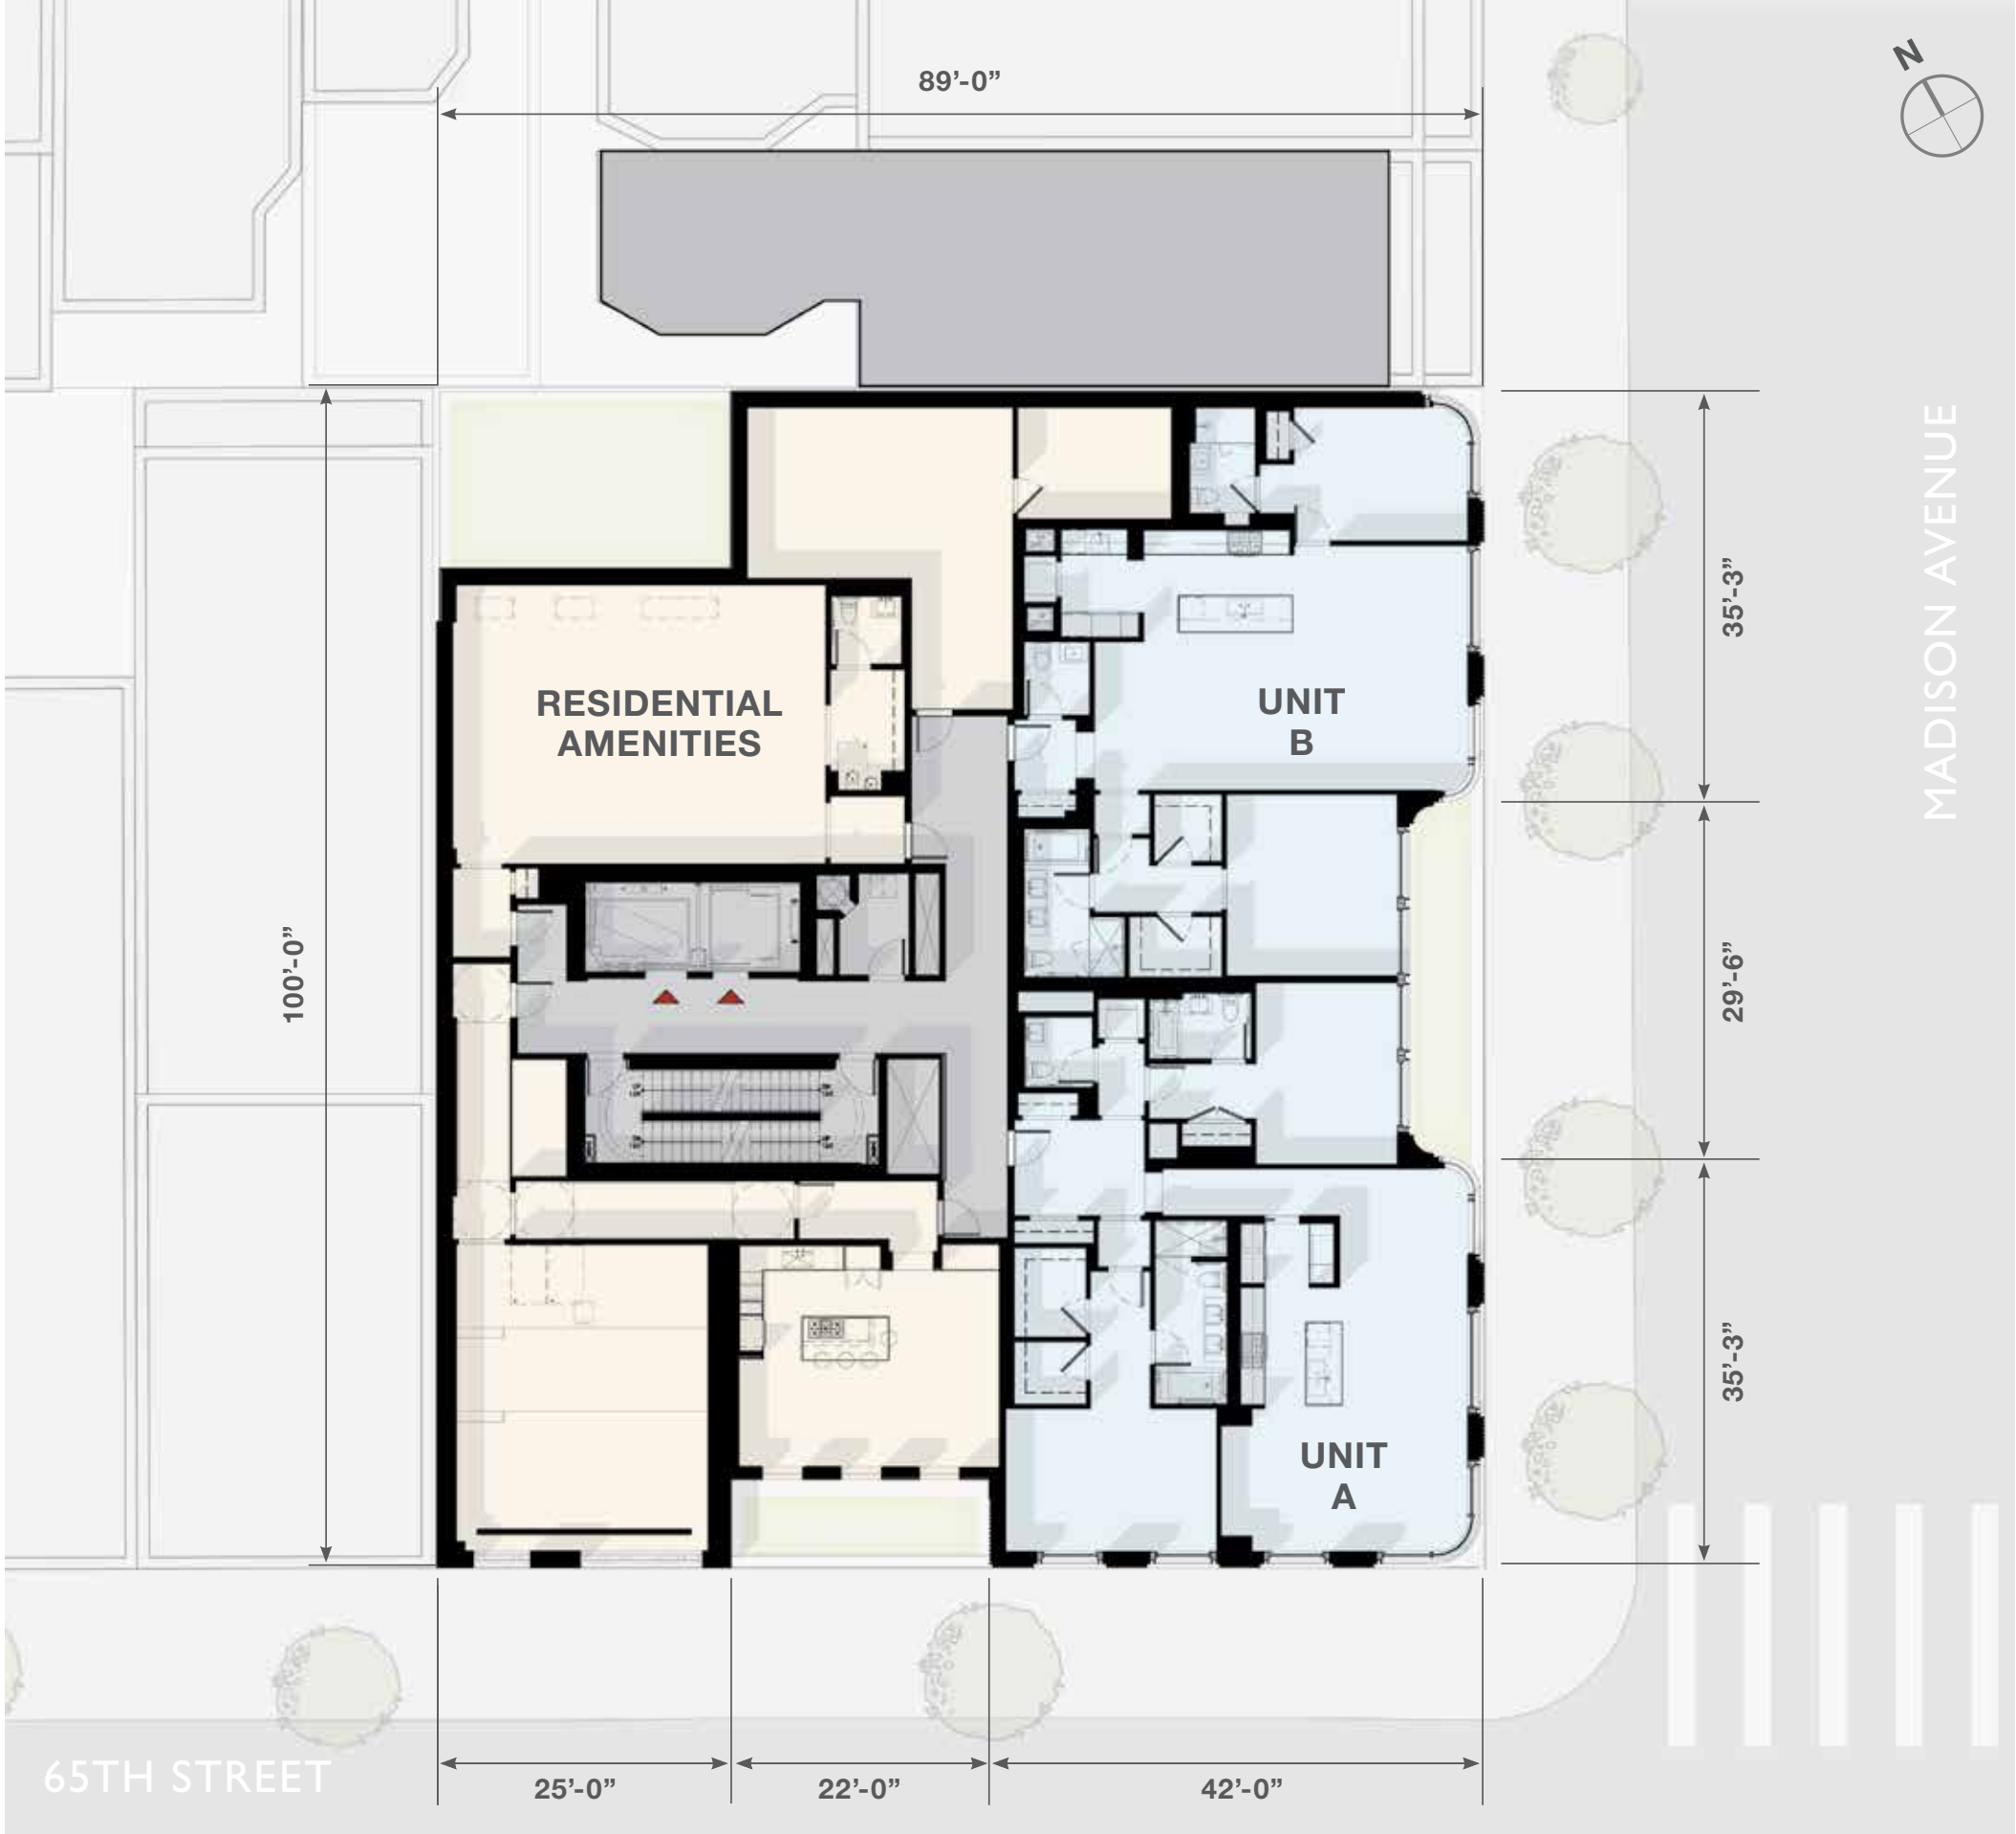 89’-0”
N
MADISON AVENUE
35’-3”
RESIDENTIAL
AMENITIES
UNIT
B
100’-0”
29’-6”
35’-3”
UNIT
A
65TH STREET
25’-0”
22’-0”
42’-0”